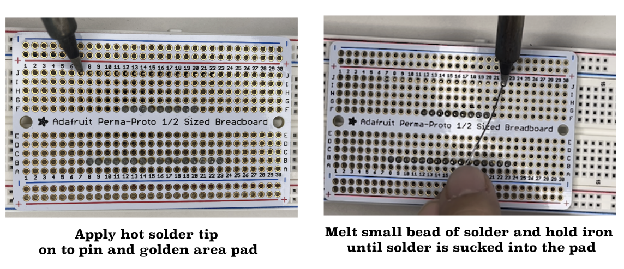 Adafruit Perma-Proto 1/2 Sized Breadboard
Adafruit Perma-Proto 1/2 Sized Breadboard
Apply hot solder tip
on to pin and golden area pad
Melt small bead of solder and hold iron
until solder is sucked into the pad